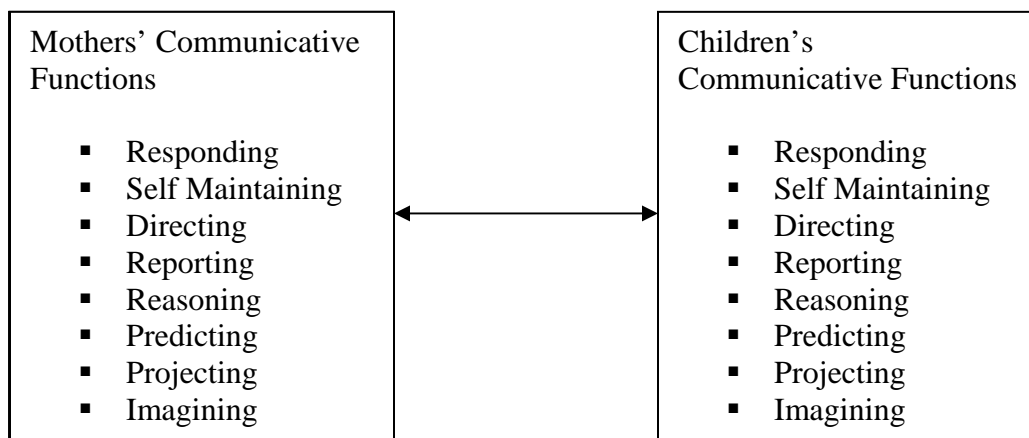 Mothers’ Communicative
Functions
▪ Responding
▪ Self Maintaining
▪ Directing
▪ Reporting
▪ Reasoning
▪ Predicting
▪ Projecting
▪ Imagining
Children’s
Communicative Functions
▪ Responding
▪ Self Maintaining
▪ Directing
▪ Reporting
▪ Reasoning
▪ Predicting
▪ Projecting
▪ Imagining